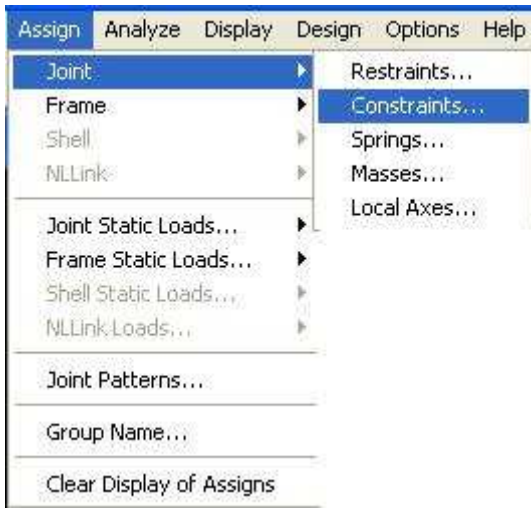 Assign Analyze Display Design Options Help
Joint
Frame
Shell
NLLink
Joint Static Loads...
Frame Static Loads...
Shell Static Loads...
NLLink Loads...
Joint Patterns...
Group Name...
Clear Display of Assigns
Restraints...
Constraints...
Springs...
Masses...
Local Axes...